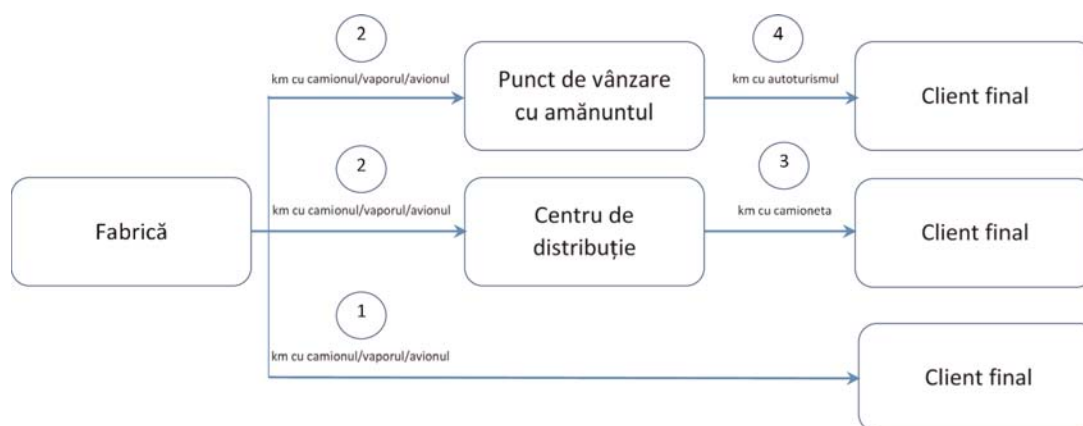 2
km cu camionul/vaporul/avionul
Punct de vânzare
cu amănuntul
4
km cu autoturismul
Client final
Fabrică
2
km cu camionul/vaporul/avionul
Centru de
distribuție
3
km cu camioneta
Client final
1
km cu camionul/vaporul/avionul
Client final